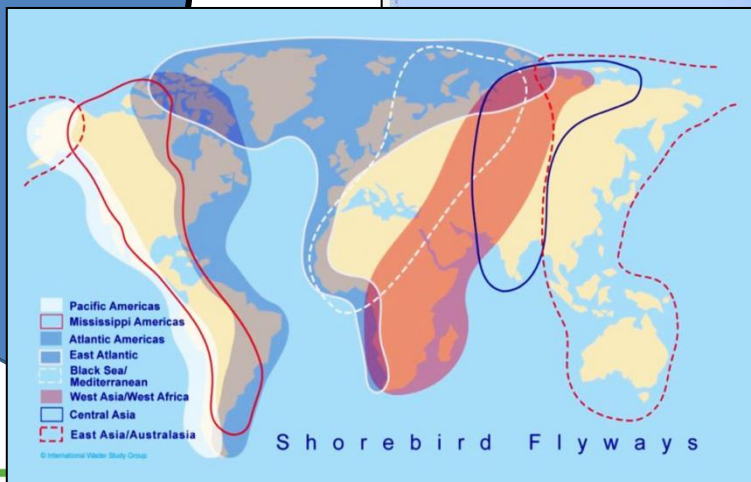 Pacific Americas
Mississippi Americas
Atlantic Americas
East Atlantic
Black Sea/
Mediterranean
West Asia/West Africa
Central Asia
East Asia/Australasia
© International Wader Study Group
Shorebird Flyways